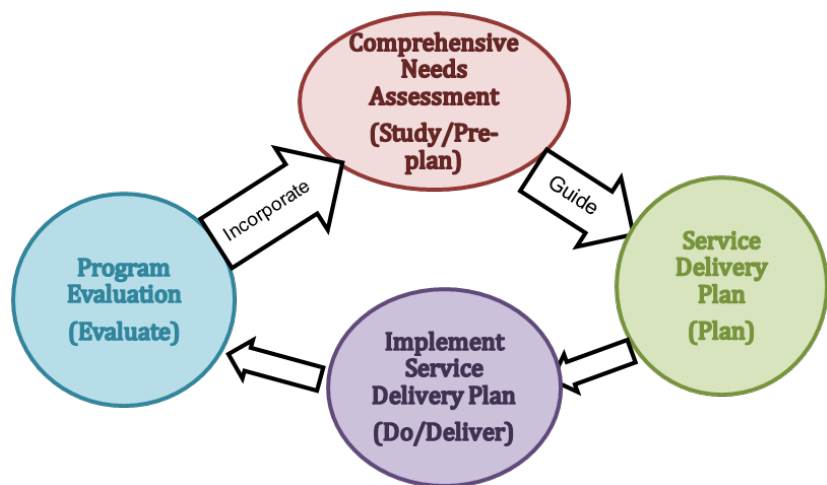 Comprehensive
Needs
Assessment
(Study/Pre-
plan)
Incorporate
Guide
Program
Evaluation
(Evaluate)
Service
Delivery
Plan
(Plan)
Implement
Service
Delivery Plan
(Do/Deliver)